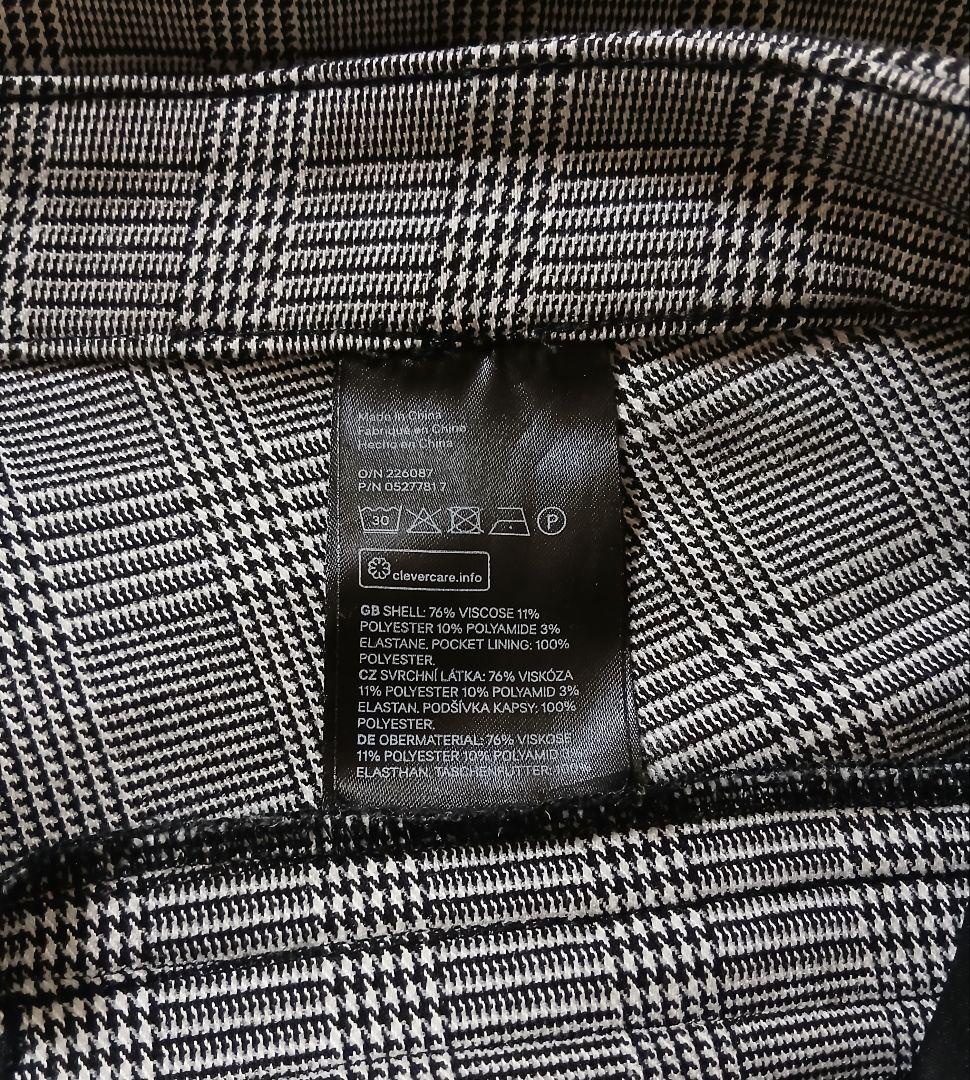 Made in China
Fabriqué en Chine
Hecho en China
O/N 226087
P/N 0527781 7
30
P
clevercare.info
GB SHELL: 76% VISCOSE 11%
POLYESTER 10% POLYAMIDE 3%
ELASTANE. POCKET LINING: 100%
POLYESTER.
CZ SVRCHNÍ LÁTKA: 76% VISKÓZA
11% POLYESTER 10% POLYAMID 3%
ELASTAN. PODŠÍVKA KAPSY: 100%
POLYESTER.
DE OBERMATERIAL: 76% VISKOSE
11% POLYESTER 10% POLYAMID
ELASTHAN. TASCHENFUTTER: